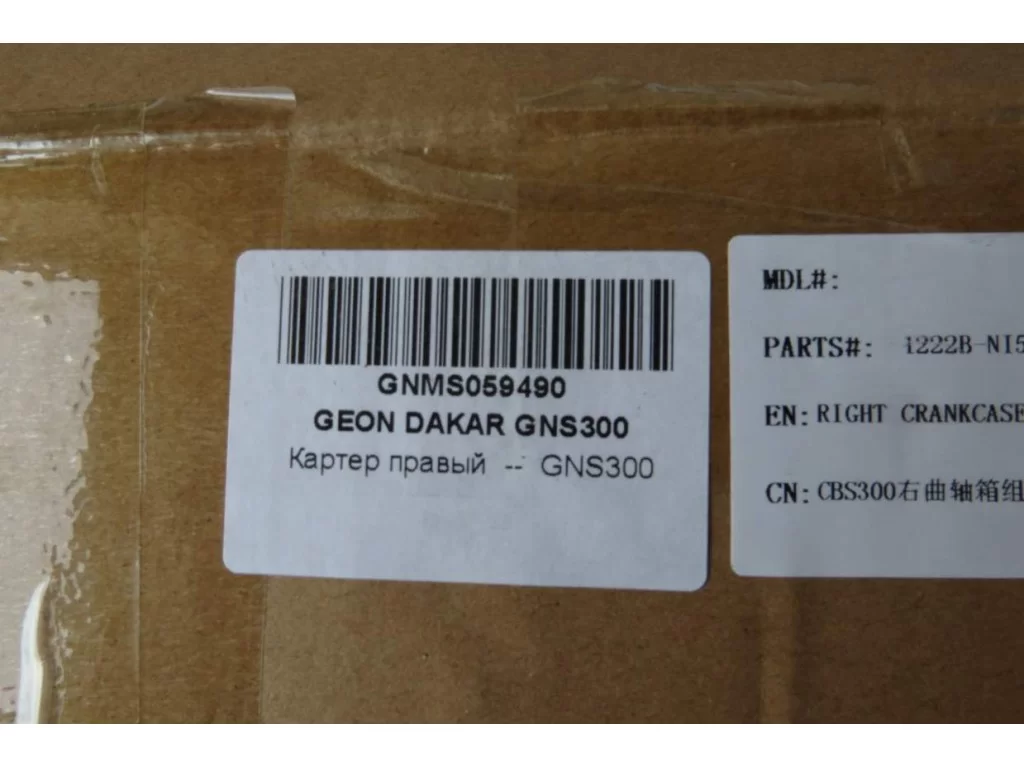 GNMS059490
GEON DAKAR GNS300
Картер правый -- GNS300
MDL#:
PARTS#: 1222B-NI5
EN: RIGHT CRANKCASE
CN: CBS300右曲轴箱组